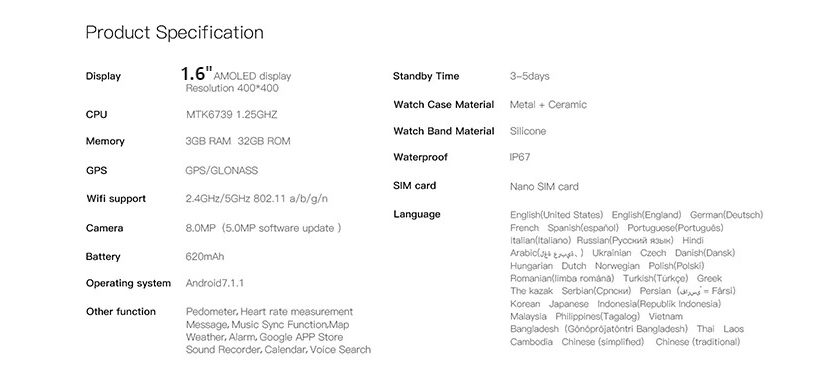 Product Specification
Display
1.6" AMOLED display
Resolution 400*400
CPU
MTK6739 1.25GHZ
Memory
3GB RAM 32GB ROM
GPS
GPS/GLONASS
Wifi support
2.4GHz/5GHz 802.11 a/b/g/n
Camera
8.0MP (5.0MP software update )
Battery
620mAh
Operating system
Android7.1.1
Other function
Pedometer, Heart rate measurement
Message, Music Sync Function,Map
Weather, Alarm, Google APP Store
Sound Recorder, Calendar, Voice Search
Standby Time
3-5days
Watch Case Material
Metal + Ceramic
Watch Band Material
Silicone
Waterproof
IP67
SIM card
Nano SIM card
Language
English(United States) English(England) German(Deutsch)
French Spanish(español) Portuguese(Português)
Italian(Italiano) Russian(Русский язык) Hindi
Arabic( ) Ukrainian Czech Danish(Dansk)
Hungarian Dutch Norwegian Polish(Polski)
Romanian(limba română) Turkish(Türkçe) Greek
The kazak Serbian(Српски) Persian ( = Fârsi)
Korean Japanese Indonesia(Republik Indonesia)
Malaysia Philippines(Tagalog) Vietnam
Bangladesh (Gônôprôjatôntri Bangladesh) Thai Laos
Cambodia Chinese (simplified) Chinese (traditional)